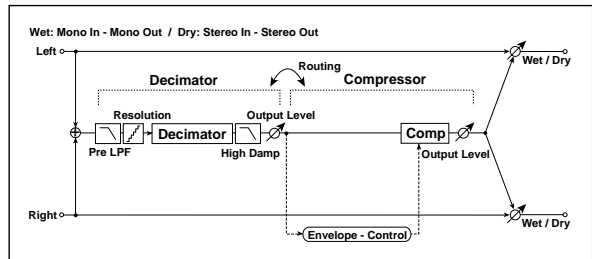 Wet: Mono In - Mono Out / Dry: Stereo In - Stereo Out
Left
Wet / Dry
Routing
Decimator
Compressor
Resolution
Output Level
Decimator
Comp
Pre LPF
High Damp
Output Level
Right
Wet / Dry
Envelope - Control